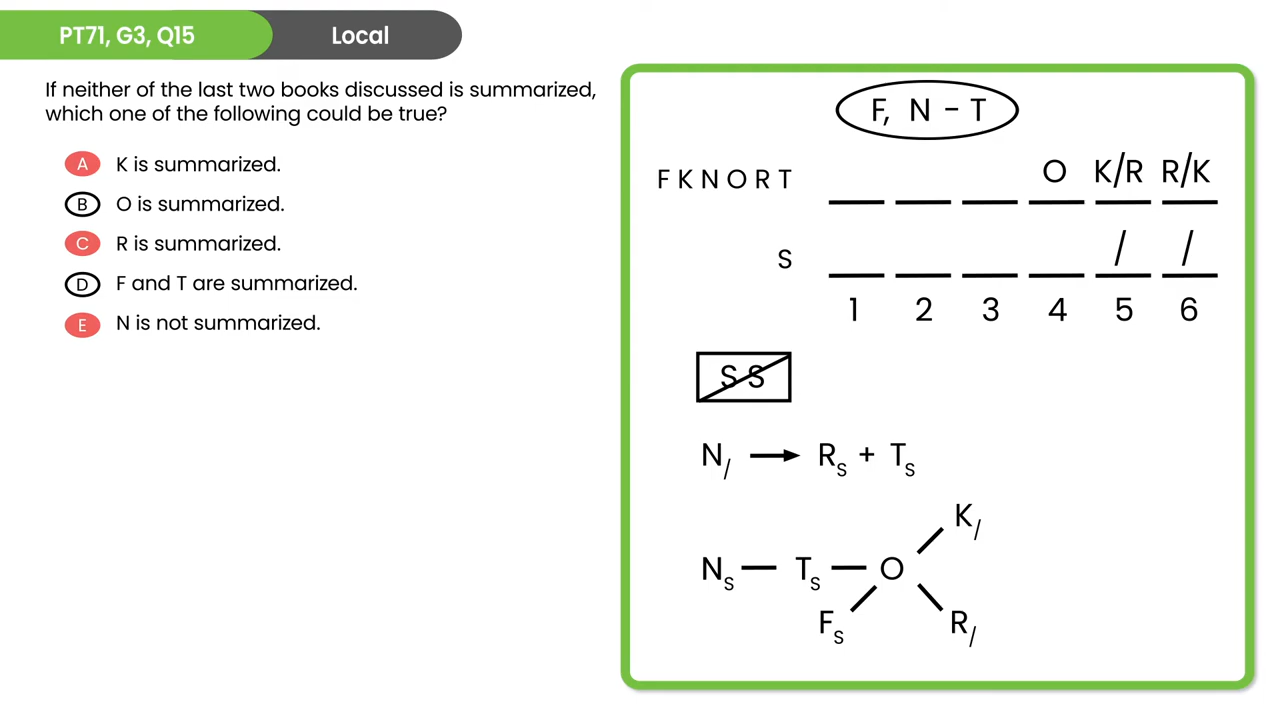 PT71, G3, Q15
Local
If neither of the last two books discussed is summarized,
which one of the following could be true?
A K is summarized.
B O is summarized.
C R is summarized.
D F and T are summarized.
E N is not summarized.
F, N – T
F K N O R T O K/R R/K
S / /
1 2 3 4 5 6
S S
N/ → Rs + Ts
K/
Ns — Ts — O
Fs R/